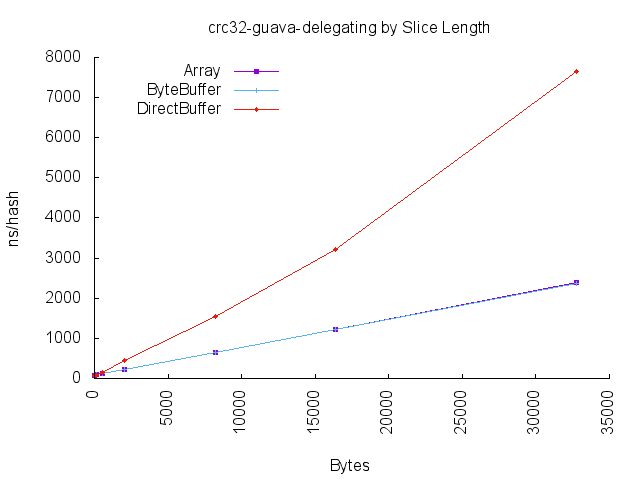 crc32-guava-delegating by Slice Length
8000
7000
6000
5000
4000
3000
2000
1000
0
ns/hash
Array
ByteBuffer
DirectBuffer
0
5000
10000
15000
20000
25000
30000
35000
Bytes